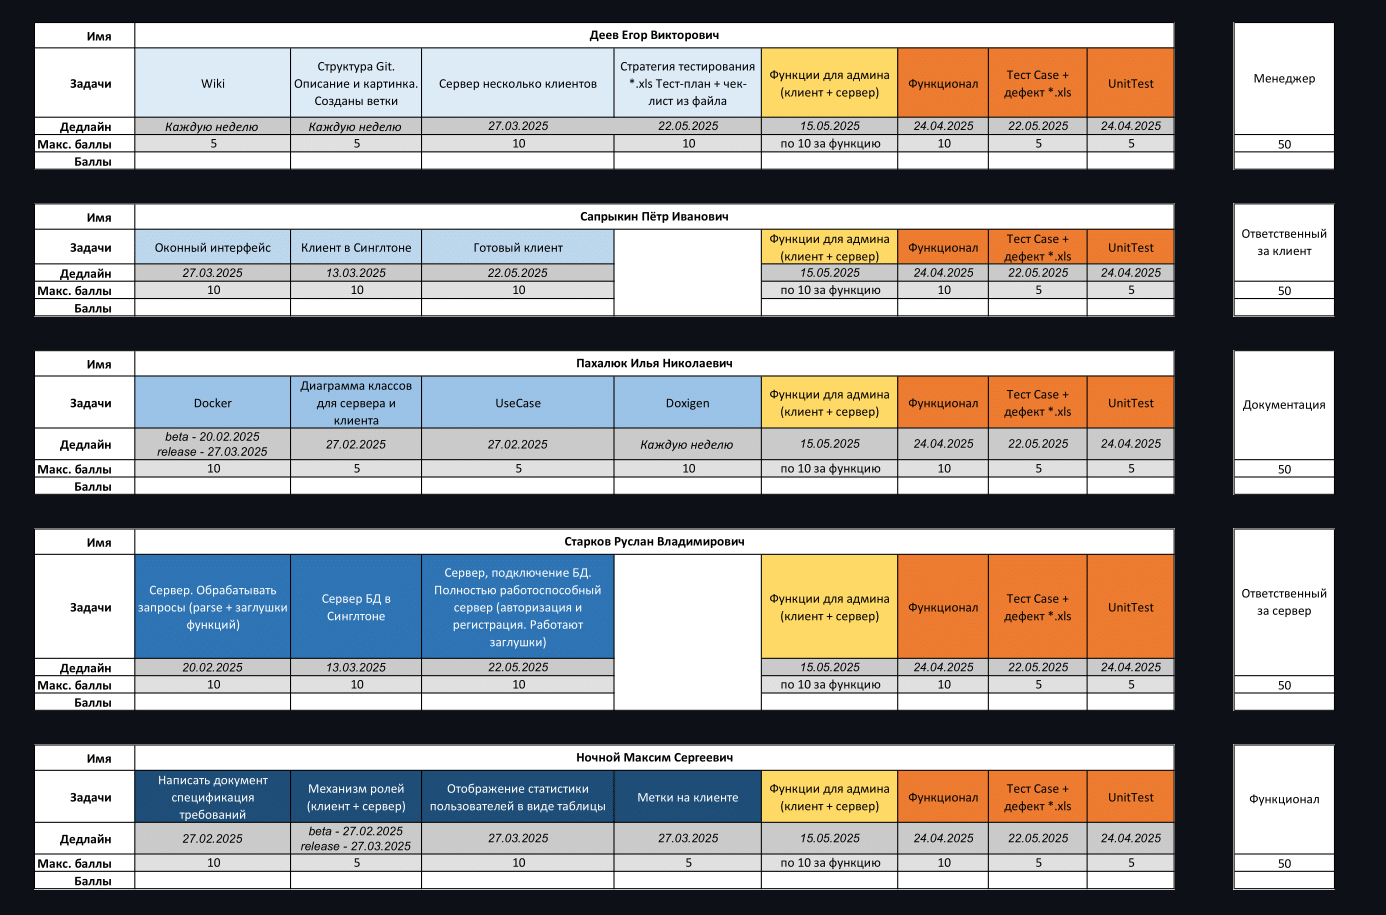 Имя
Деев Егор Викторович
Менеджер
Задачи
Wiki
Структура Git.
Описание и картинка.
Созданы ветки
Сервер несколько клиентов
Стратегия тестирования
*.xls Тест-план + чек-
лист из файла
Функции для админа
(клиент + сервер)
Функционал
Тест Case +
дефект *.xls
UnitTest
Дедлайн
Каждую неделю
Каждую неделю
27.03.2025
22.05.2025
15.05.2025
24.04.2025
22.05.2025
24.04.2025
Макс. баллы
5
5
10
10
по 10 за функцию
10
5
5
50
Баллы
Имя
Сапрыкин Пётр Иванович
Ответственный
за клиент
Задачи
Оконный интерфейс
Клиент в Синглтоне
Готовый клиент
Функции для админа
(клиент + сервер)
Функционал
Тест Case +
дефект *.xls
UnitTest
Дедлайн
27.03.2025
13.03.2025
22.05.2025
15.05.2025
24.04.2025
22.05.2025
24.04.2025
Макс. баллы
10
10
10
по 10 за функцию
10
5
5
50
Баллы
Имя
Пахалюк Илья Николаевич
Документация
Задачи
Docker
Диаграмма классов
для сервера и
клиента
UseCase
Doxigen
Функции для админа
(клиент + сервер)
Функционал
Тест Case +
дефект *.xls
UnitTest
Дедлайн
beta - 20.02.2025
release - 27.03.2025
27.02.2025
27.02.2025
Каждую неделю
15.05.2025
24.04.2025
22.05.2025
24.04.2025
Макс. баллы
10
5
5
10
по 10 за функцию
10
5
5
50
Баллы
Имя
Старков Руслан Владимирович
Ответственный
за сервер
Задачи
Сервер. Обрабатывать
запросы (parse + заглушки
функций)
Сервер БД в
Синглтоне
Сервер, подключение БД.
Полностью работоспособный
сервер (авторизация и
регистрация. Работают
заглушки)
Функции для админа
(клиент + сервер)
Функционал
Тест Case +
дефект *.xls
UnitTest
Дедлайн
20.02.2025
13.03.2025
22.05.2025
15.05.2025
24.04.2025
22.05.2025
24.04.2025
Макс. баллы
10
10
10
по 10 за функцию
10
5
5
50
Баллы
Имя
Ночной Максим Сергеевич
Функционал
Задачи
Написать документ
спецификация
требований
Механизм ролей
(клиент + сервер)
Отображение статистики
пользователей в виде таблицы
Метки на клиенте
Функции для админа
(клиент + сервер)
Функционал
Тест Case +
дефект *.xls
UnitTest
Дедлайн
27.02.2025
beta - 27.02.2025
release - 27.03.2025
27.03.2025
27.03.2025
15.05.2025
24.04.2025
22.05.2025
24.04.2025
Макс. баллы
10
5
10
5
по 10 за функцию
10
5
5
50
Баллы